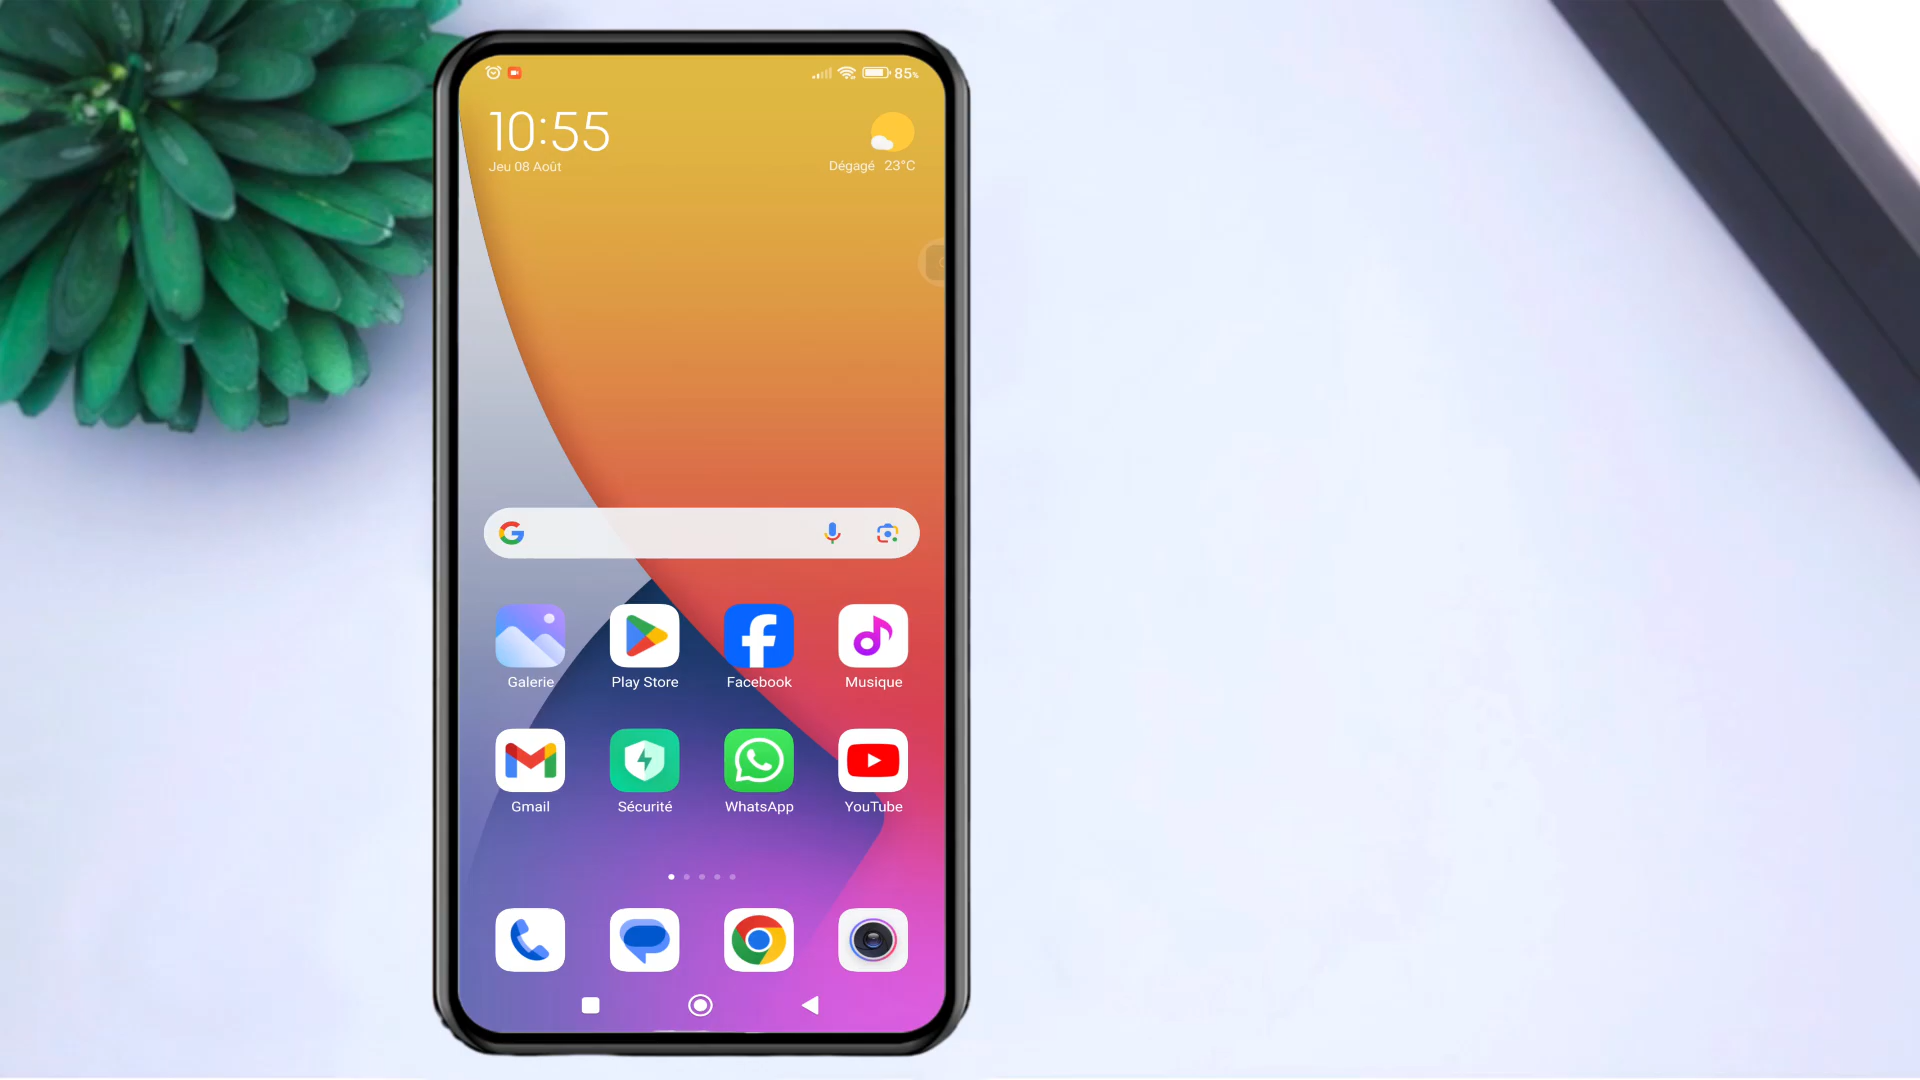 85%
10:55
Jeu 08 Août
Dégagé 23°C
Galerie
Play Store
Facebook
Musique
Gmail
Sécurité
WhatsApp
YouTube